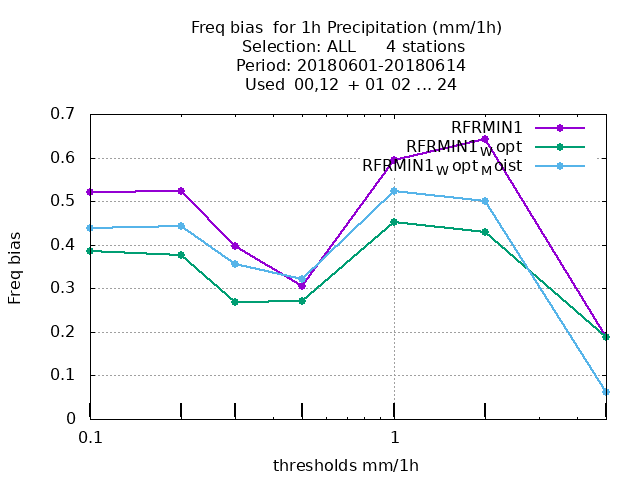 Freq bias for 1h Precipitation (mm/1h)
Selection: ALL 4 stations
Period: 20180601-20180614
Used 00,12 + 01 02 ... 24
0.7
RFRMIN1
RFRMIN1W opt
0.6
RFRMIN1W opt M oist
0.5
0.4
Freq bias
0.3
0.2
0.1
0
0.1 1
thresholds mm/1h